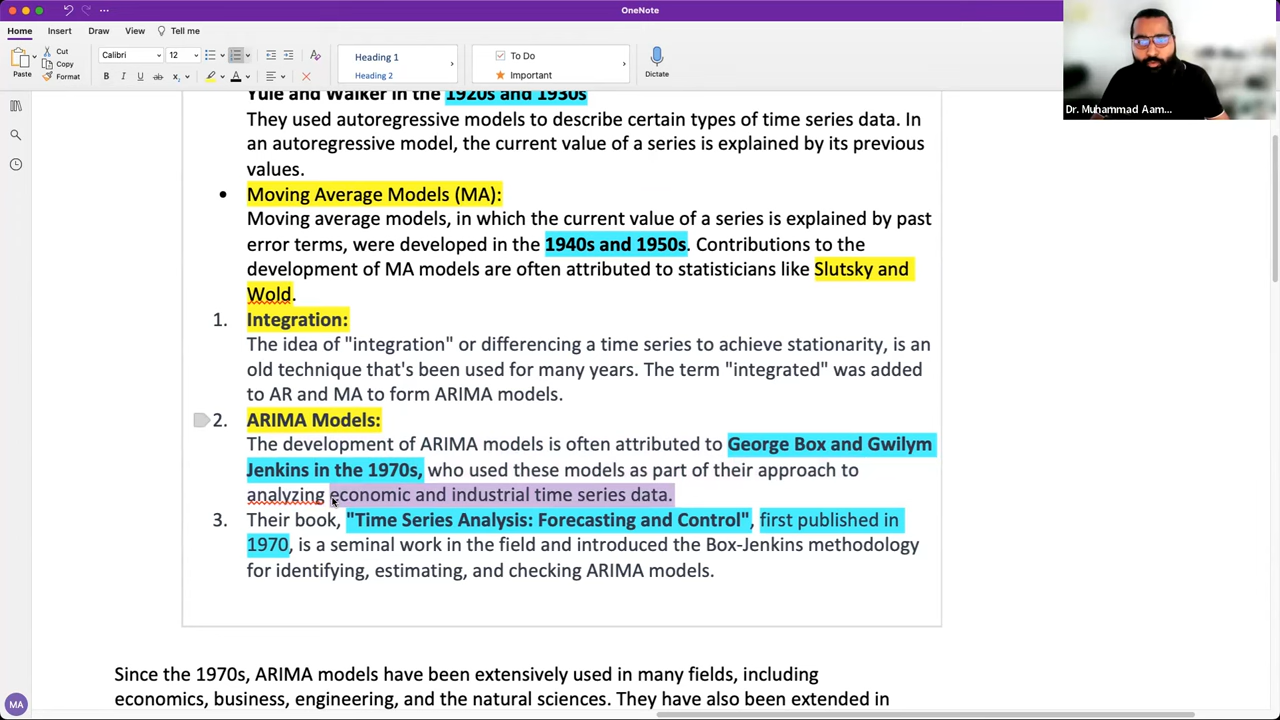 OneNote
Home Insert Draw View Tell me
Paste Cut Copy Format
Calibri 12
B I U ab x
Heading 1
Heading 2
To Do
Important
Dictate
Dr. Muhammad Aam...
Yule and Walker in the 1920s and 1930s
They used autoregressive models to describe certain types of time series data. In
an autoregressive model, the current value of a series is explained by its previous
values.
• Moving Average Models (MA):
Moving average models, in which the current value of a series is explained by past
error terms, were developed in the 1940s and 1950s. Contributions to the
development of MA models are often attributed to statisticians like Slutsky and
Wold.
1. Integration:
The idea of "integration" or differencing a time series to achieve stationarity, is an
old technique that's been used for many years. The term "integrated" was added
to AR and MA to form ARIMA models.
2. ARIMA Models:
The development of ARIMA models is often attributed to George Box and Gwilym
Jenkins in the 1970s, who used these models as part of their approach to
analyzing economic and industrial time series data.
3. Their book, "Time Series Analysis: Forecasting and Control", first published in
1970, is a seminal work in the field and introduced the Box-Jenkins methodology
for identifying, estimating, and checking ARIMA models.
Since the 1970s, ARIMA models have been extensively used in many fields, including
economics, business, engineering, and the natural sciences. They have also been extended in
MA